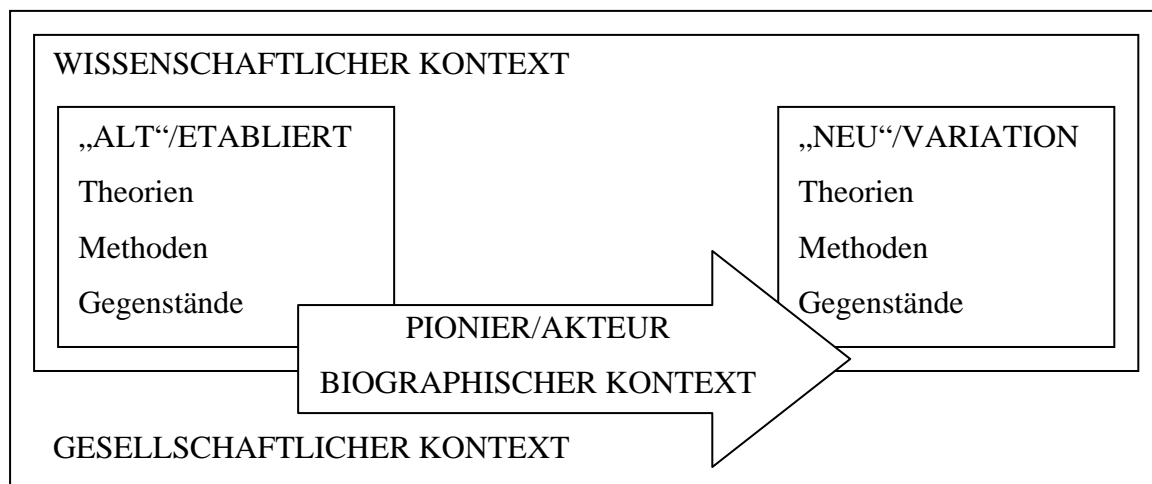 WISSENSCHAFTLICHER KONTEXT
„ALT“/ETABLIERT
Theorien
Methoden
Gegenstände
„NEU“/VARIATION
Theorien
Methoden
Gegenstände
PIONIER/AKTEUR
BIOGRAPHISCHER KONTEXT
GESELLSCHAFTLICHER KONTEXT